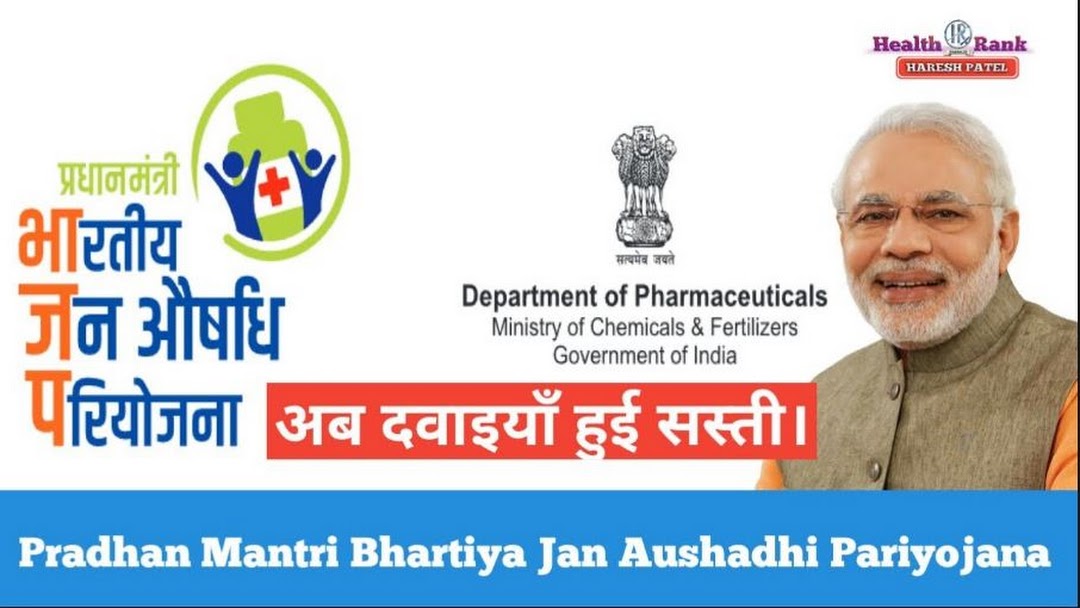 Health Rank
HARESH PATEL
प्रधानमंत्री
भारतीय
जन औषधि
परियोजना
सत्यमेव जयते
Department of Pharmaceuticals
Ministry of Chemicals & Fertilizers
Government of India
अब दवाइयाँ हुई सस्ती।
Pradhan Mantri Bhartiya Jan Aushadhi Pariyojana